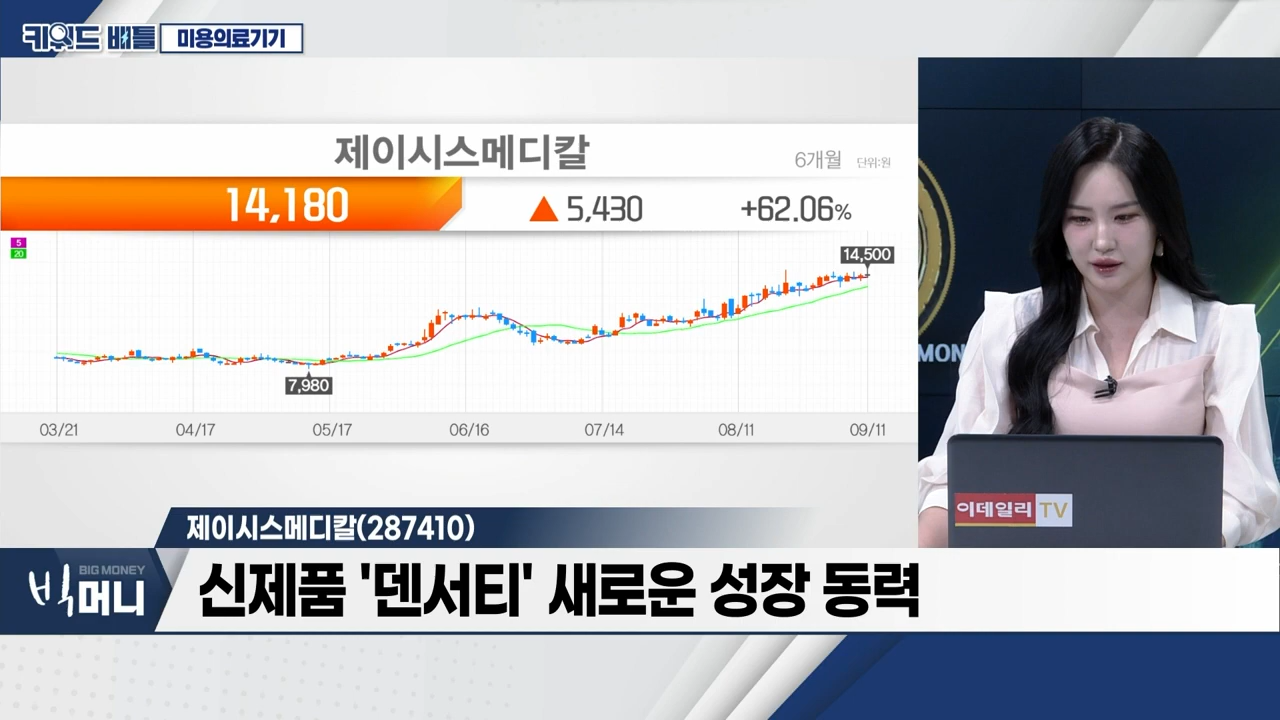 키워드 배틀 미용의료기기
제이시스메디칼
6개월 단위:원
14,180 ▲ 5,430 +62.06%
5
20
14,500
7,980
03/21 04/17 05/17 06/16 07/14 08/11 09/11
MON
이데일리 TV
제이시스메디칼(287410)
BIG MONEY
빅머니
신제품 '덴서티' 새로운 성장 동력